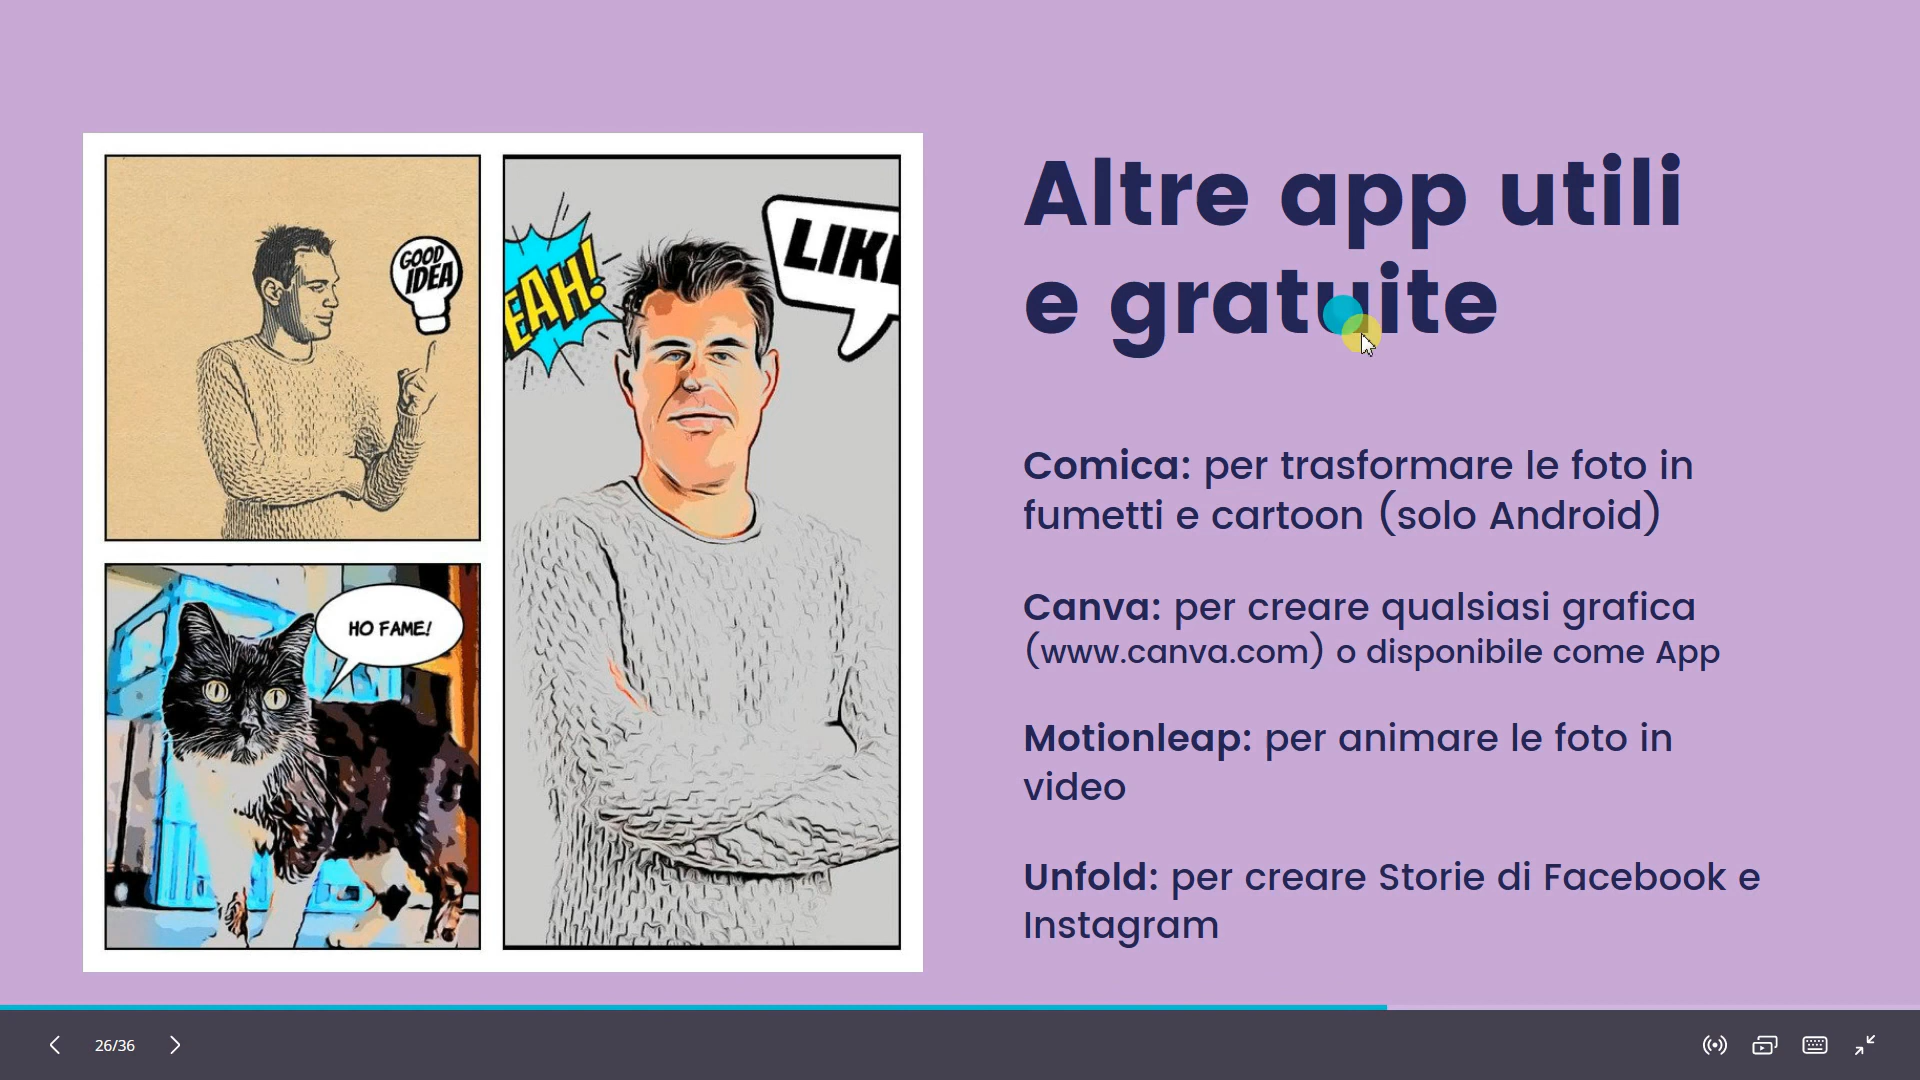 GOOD
IDEA
EAH!
LIKE
HO FAME!
Altre app utili
e gratuite
Comica: per trasformare le foto in
fumetti e cartoon (solo Android)
Canva: per creare qualsiasi grafica
(www.canva.com) o disponibile come App
Motionleap: per animare le foto in
video
Unfold: per creare Storie di Facebook e
Instagram
26/36